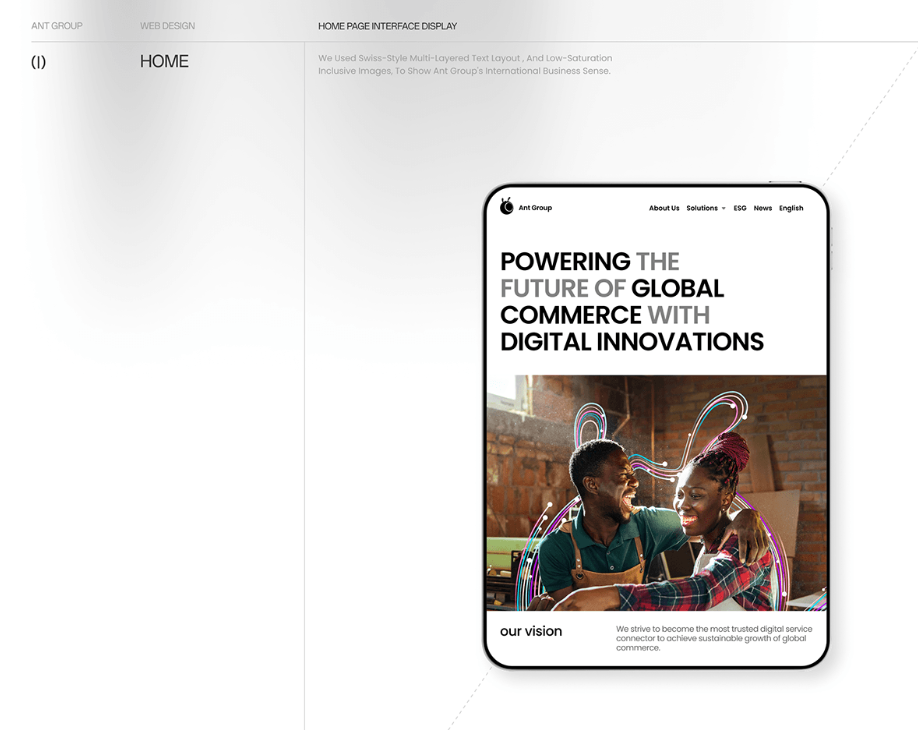 ANT GROUP
WEB DESIGN
HOME PAGE INTERFACE DISPLAY
(|)
HOME
We Used Swiss-Style Multi-Layered Text Layout , And Low-Saturation
Inclusive Images, To Show Ant Group's International Business Sense.
Ant Group
About Us Solutions ESG News English
POWERING THE
FUTURE OF GLOBAL
COMMERCE WITH
DIGITAL INNOVATIONS
our vision
We strive to become the most trusted digital service
connector to achieve sustainable growth of global
commerce.